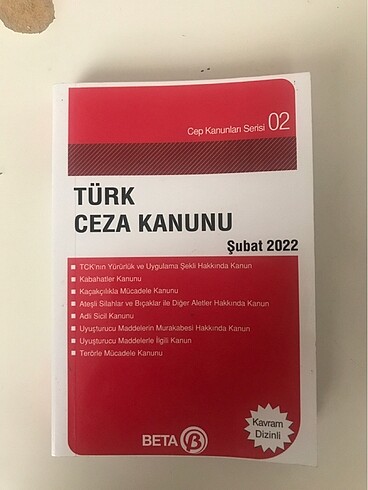 Cep Kanunları Serisi 02
TÜRK
CEZA KANUNU
Şubat 2022
TCK'nın Yürürlük ve Uygulama Şekli Hakkında Kanun
Kabahatler Kanunu
Kaçakçılıkla Mücadele Kanunu
Ateşli Silahlar ve Bıçaklar ile Diğer Aletler Hakkında Kanun
Adli Sicil Kanunu
Uyuşturucu Maddelerin Murakabesi Hakkında Kanun
Uyuşturucu Maddelerle İlgili Kanun
Terörle Mücadele Kanunu
Kavram
Dizinli
BETA B